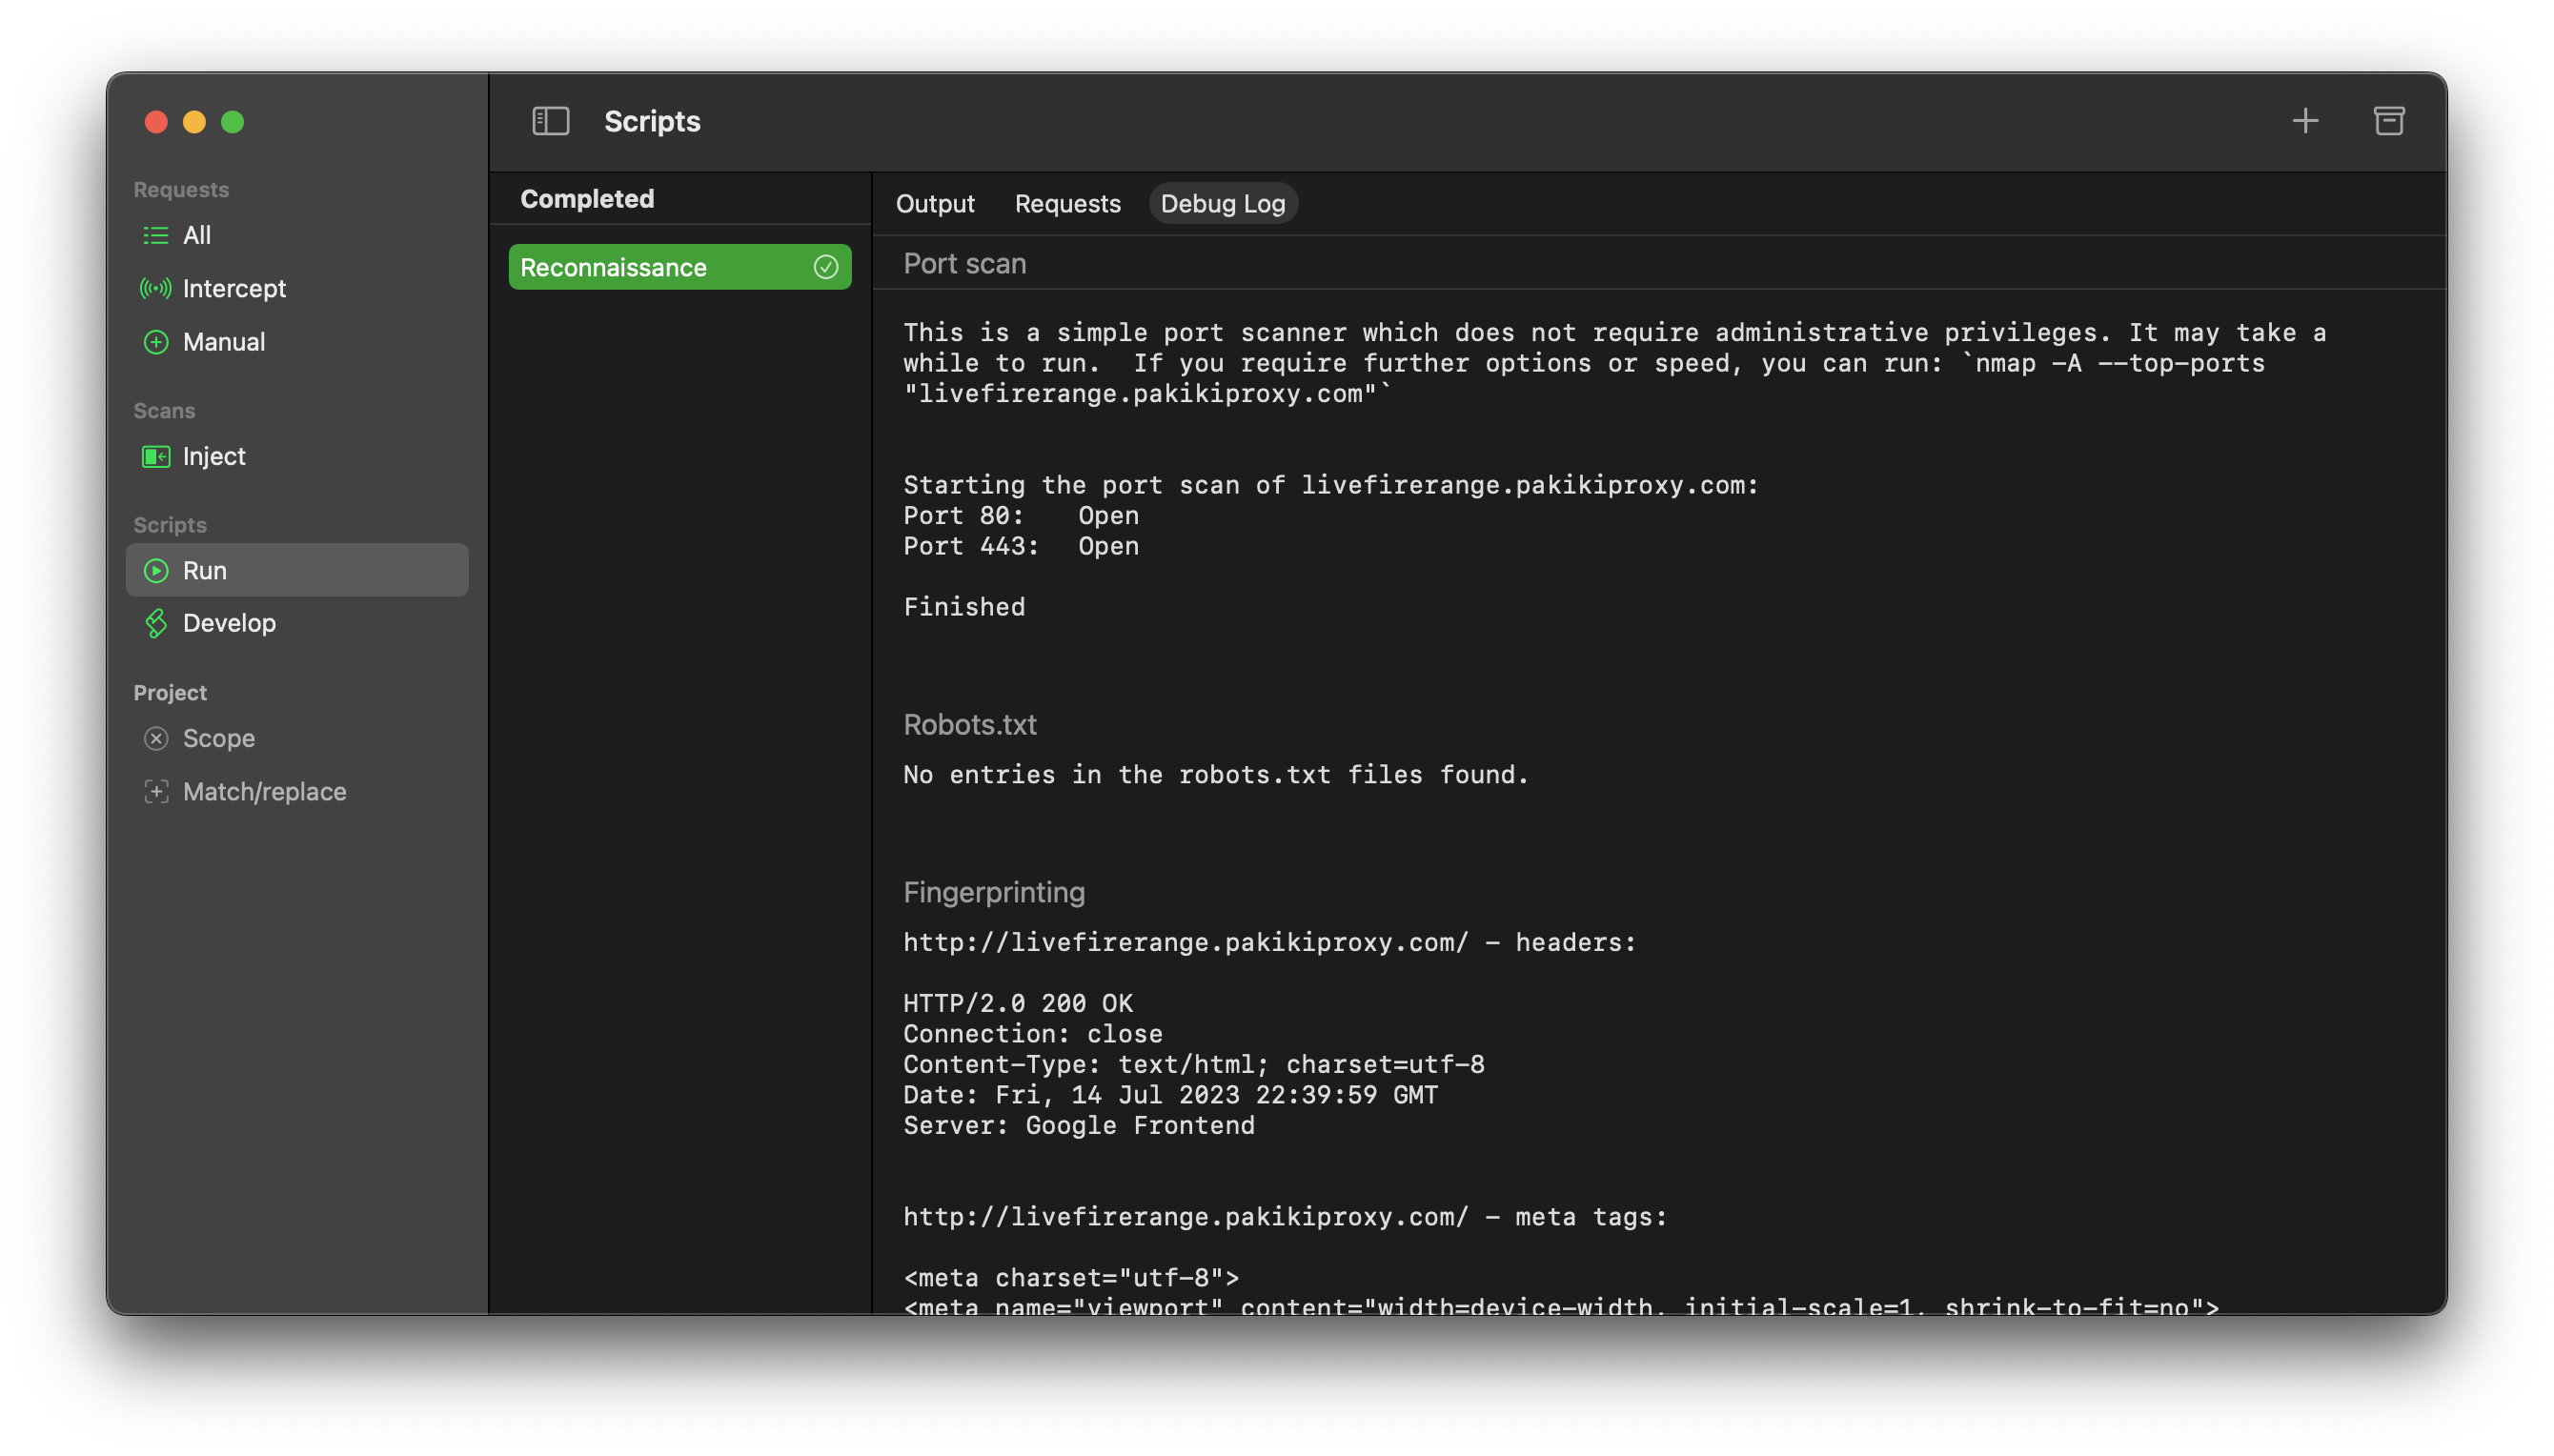 Scripts
Requests
All
Intercept
Manual
Scans
Inject
Scripts
Run
Develop
Project
Scope
Match/replace
Completed
Reconnaissance
Output Requests Debug Log
Port scan
This is a simple port scanner which does not require administrative privileges. It may take a
while to run.  If you require further options or speed, you can run: `nmap -A --top-ports
"livefirerange.pakikiproxy.com"`
Starting the port scan of livefirerange.pakikiproxy.com:
Port 80: Open
Port 443: Open
Finished
Robots.txt
No entries in the robots.txt files found.
Fingerprinting
http://livefirerange.pakikiproxy.com/ - headers:
HTTP/2.0 200 OK
Connection: close
Content-Type: text/html; charset=utf-8
Date: Fri, 14 Jul 2023 22:39:59 GMT
Server: Google Frontend
http://livefirerange.pakikiproxy.com/ - meta tags:
<meta charset="utf-8">
<meta name="viewport" content="width=device-width, initial-scale=1, shrink-to-fit=no">